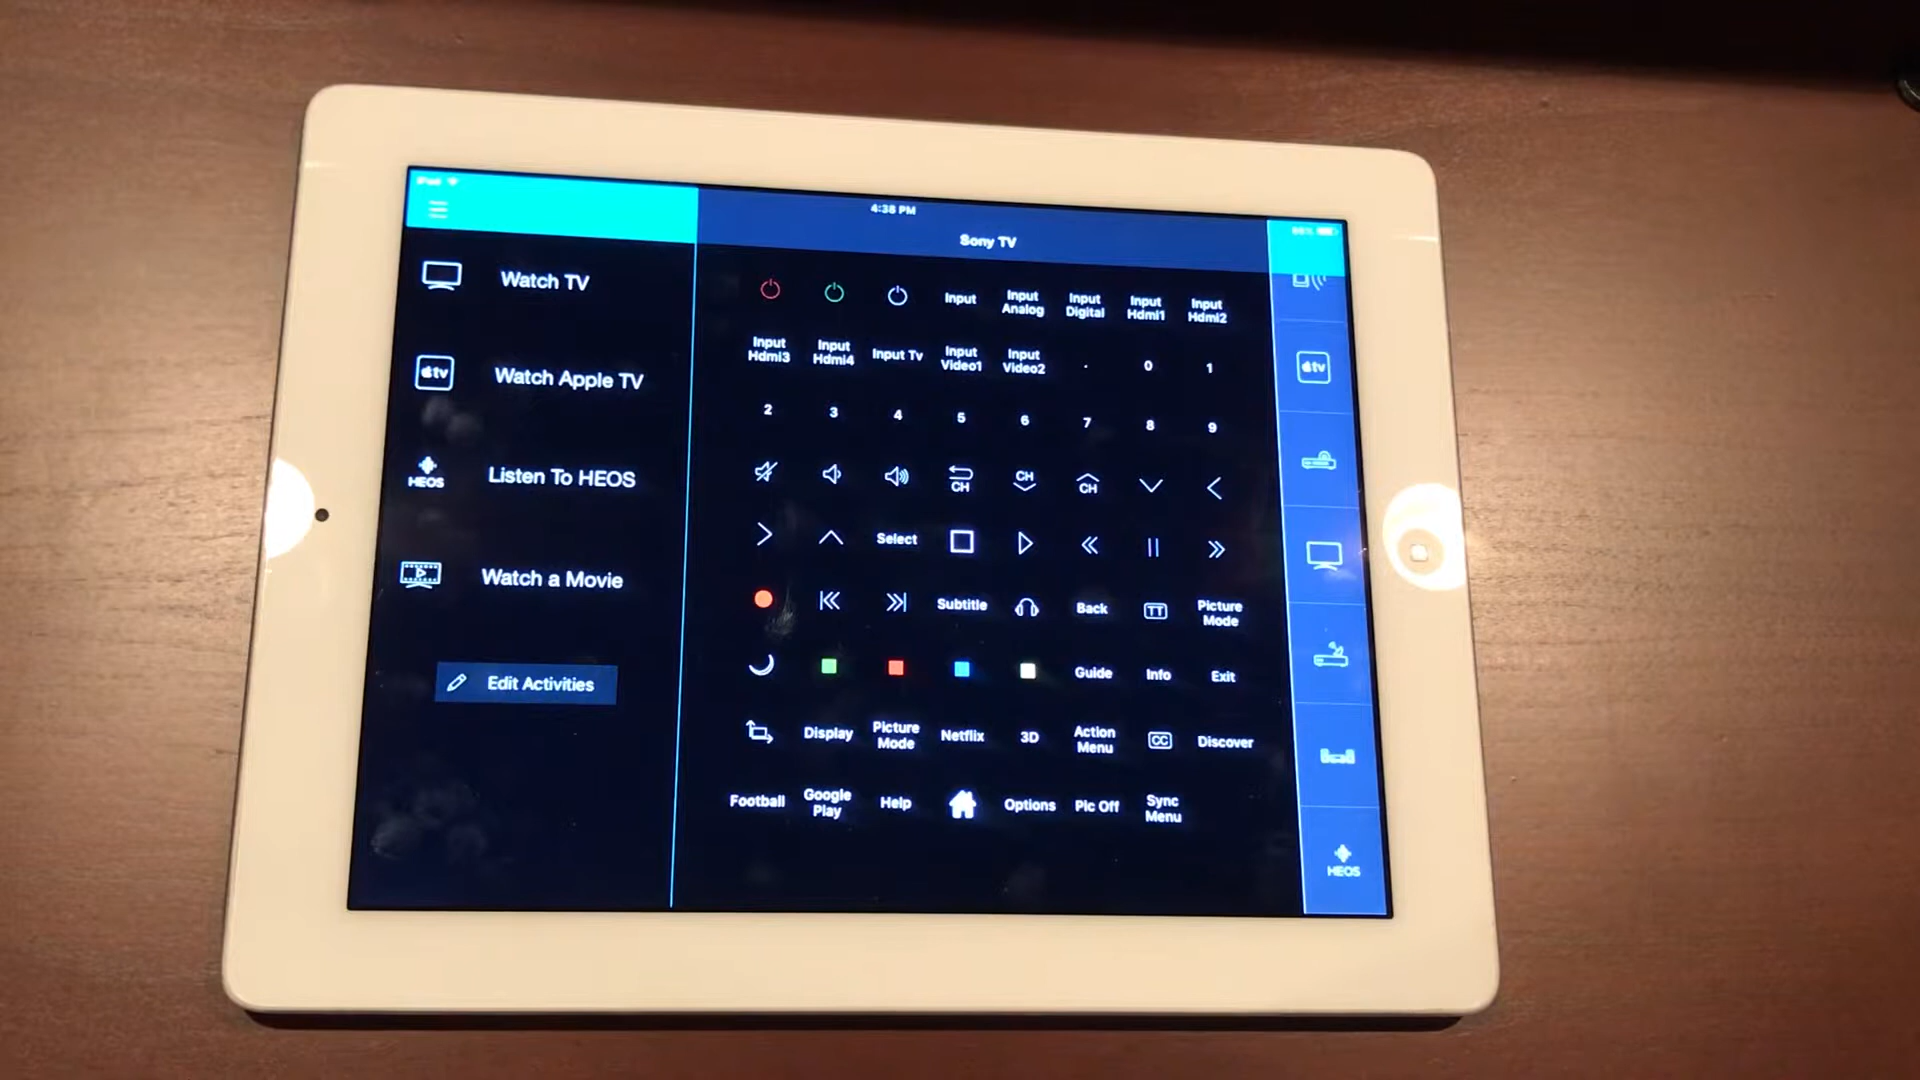 iPad
4:38 PM
Sony TV
Watch TV
tv
Watch Apple TV
HEOS
Listen To HEOS
Watch a Movie
Edit Activities
Input
Input Analog
Input Digital
Input Hdmi1
Input Hdmi2
Input Hdmi3
Input Hdmi4
Input Tv
Input Video1
Input Video2
.
0
1
2
3
4
5
6
7
8
9
CH
CH
CH
Select
Subtitle
Back
TT
Picture Mode
Guide
Info
Exit
Display
Picture Mode
Netflix
3D
Action Menu
CC
Discover
Football
Google Play
Help
Options
Pic Off
Sync Menu
tv
HEOS